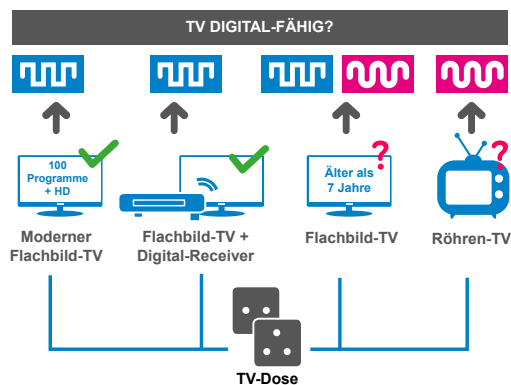 TV DIGITAL-FÄHIG?
100
Programme
+ HD
Älter als
7 Jahre
?
?
Moderner
Flachbild-TV
Flachbild-TV +
Digital-Receiver
Flachbild-TV
Röhren-TV
TV-Dose